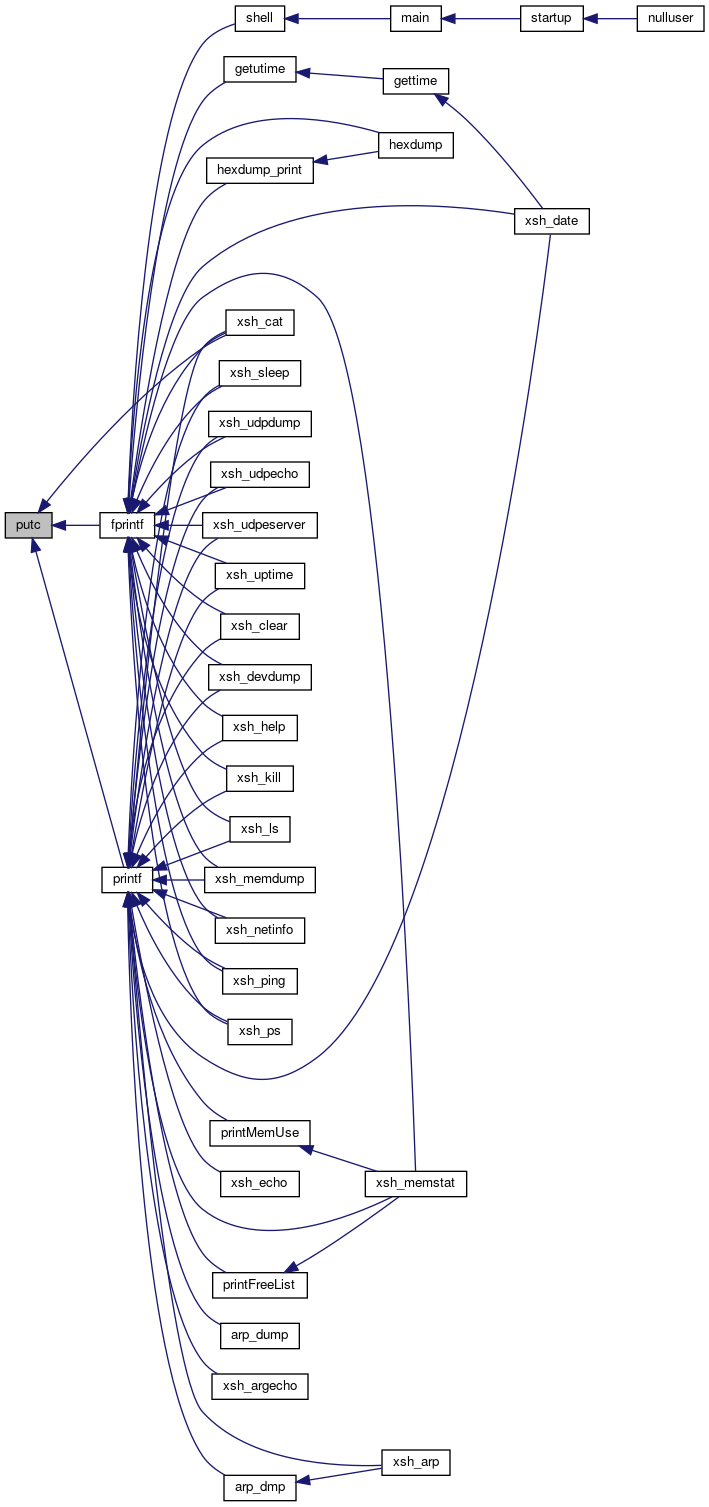 shell
main
startup
nulluser
getutime
gettime
hexdump
hexdump_print
xsh_date
xsh_cat
xsh_sleep
xsh_udpdump
xsh_udpecho
putc
fprintf
xsh_udpeserver
xsh_uptime
xsh_clear
xsh_devdump
xsh_help
xsh_kill
xsh_ls
printf
xsh_memdump
xsh_netinfo
xsh_ping
xsh_ps
printMemUse
xsh_echo
xsh_memstat
printFreeList
arp_dump
xsh_argecho
xsh_arp
arp_dmp